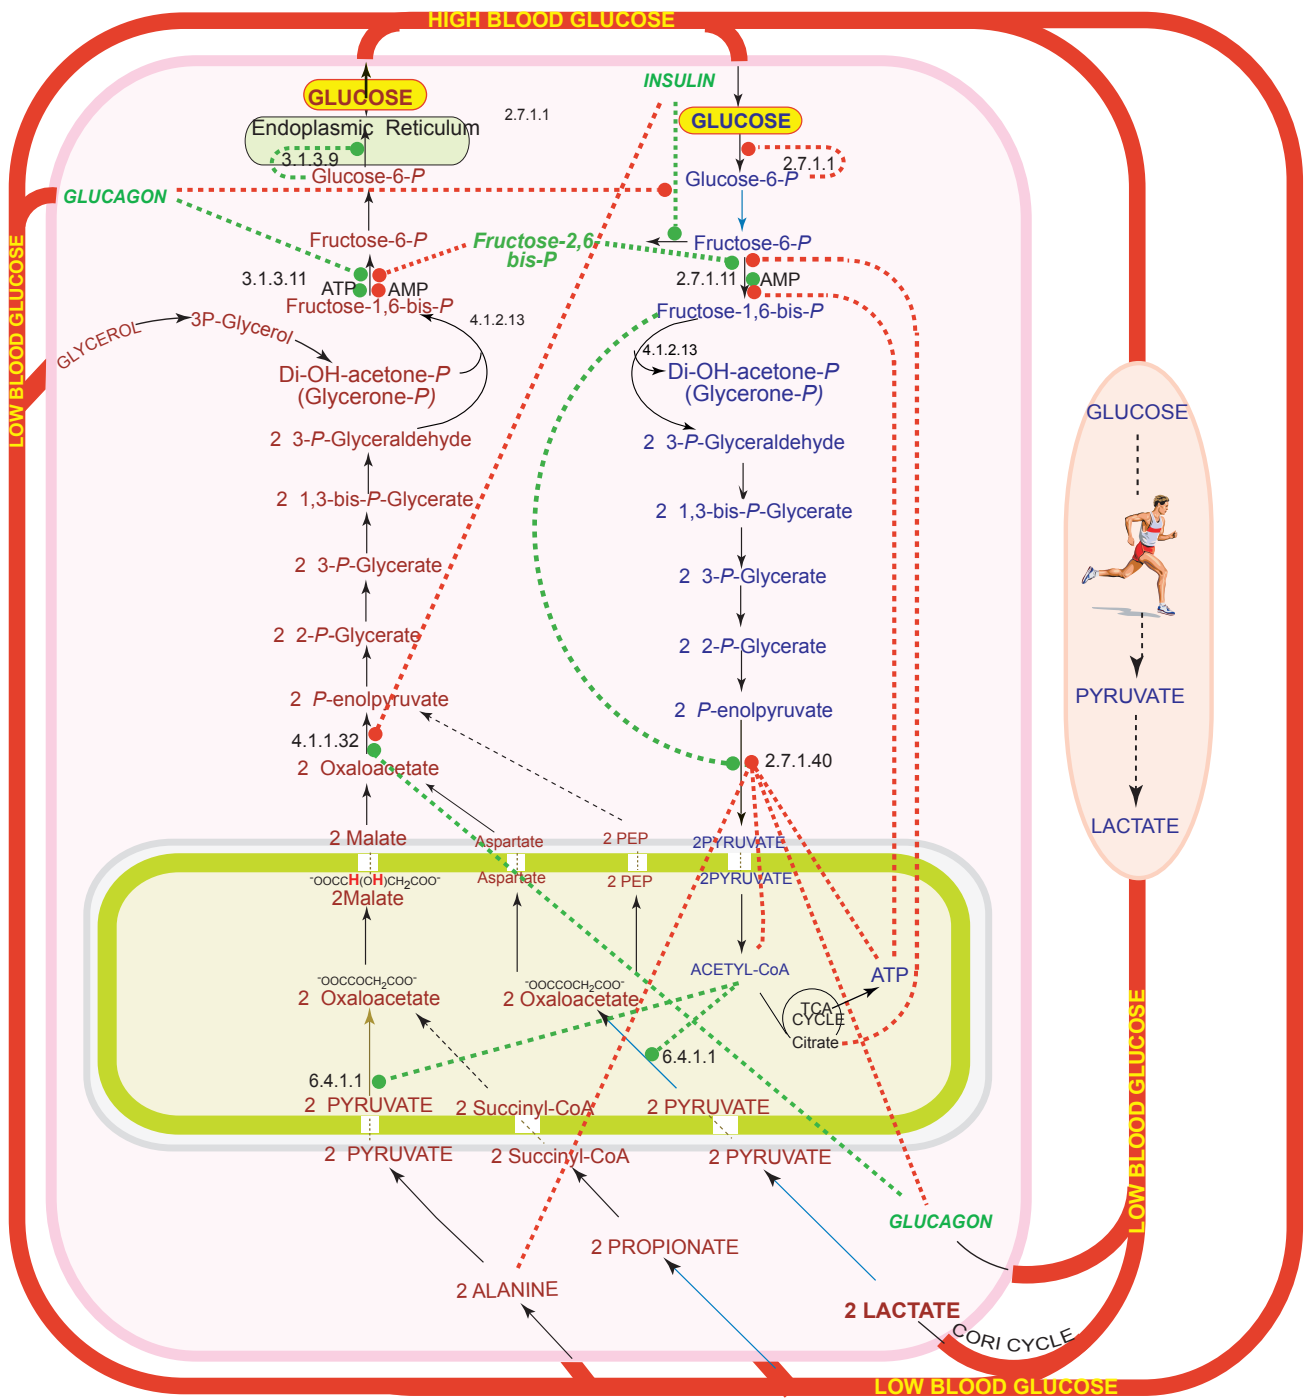 HIGH BLOOD GLUCOSE
INSULIN
GLUCOSE
2.7.1.1
GLUCOSE
Endoplasmic Reticulum
3.1.3.9
2.7.1.1
Glucose-6-P
Glucose-6-P
GLUCAGON
Fructose-6-P
Fructose-2,6-
bis-P
Fructose-6-P
3.1.3.11
ATP
AMP
2.7.1.11
AMP
Fructose-1,6-bis-P
Fructose-1,6-bis-P
LOW BLOOD GLUCOSE
GLYCEROL
3P-Glycerol
4.1.2.13
4.1.2.13
Di-OH-acetone-P
(Glycerone-P)
Di-OH-acetone-P
(Glycerone-P)
GLUCOSE
2 3-P-Glyceraldehyde
2 3-P-Glyceraldehyde
2 1,3-bis-P-Glycerate
2 1,3-bis-P-Glycerate
2 3-P-Glycerate
2 3-P-Glycerate
2 2-P-Glycerate
2 2-P-Glycerate
2 P-enolpyruvate
2 P-enolpyruvate
PYRUVATE
4.1.1.32
2.7.1.40
2 Oxaloacetate
LACTATE
2 Malate
Aspartate
2 PEP
2PYRUVATE
⁻OOCCH(OH)CH₂COO⁻
2Malate
Aspartate
2 PEP
2PYRUVATE
⁻OOCCOCH₂COO⁻
2 Oxaloacetate
⁻OOCCOCH₂COO⁻
2 Oxaloacetate
ACETYL-CoA
ATP
TCA
CYCLE
Citrate
6.4.1.1
6.4.1.1
2 PYRUVATE
2 Succinyl-CoA
2 PYRUVATE
2 PYRUVATE
2 Succinyl-CoA
2 PYRUVATE
LOW BLOOD GLUCOSE
GLUCAGON
2 PROPIONATE
2 ALANINE
2 LACTATE
CORI CYCLE
LOW BLOOD GLUCOSE